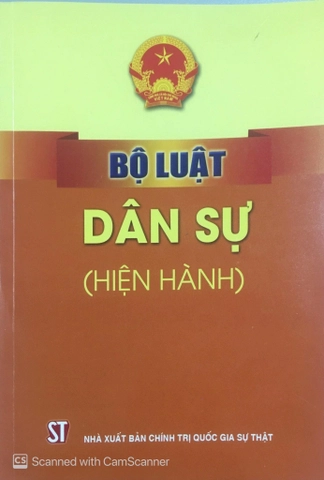 BỘ LUẬT
DÂN SỰ
(HIỆN HÀNH)
ST
NHÀ XUẤT BẢN CHÍNH TRỊ QUỐC GIA SỰ THẬT
CS Scanned with CamScanner